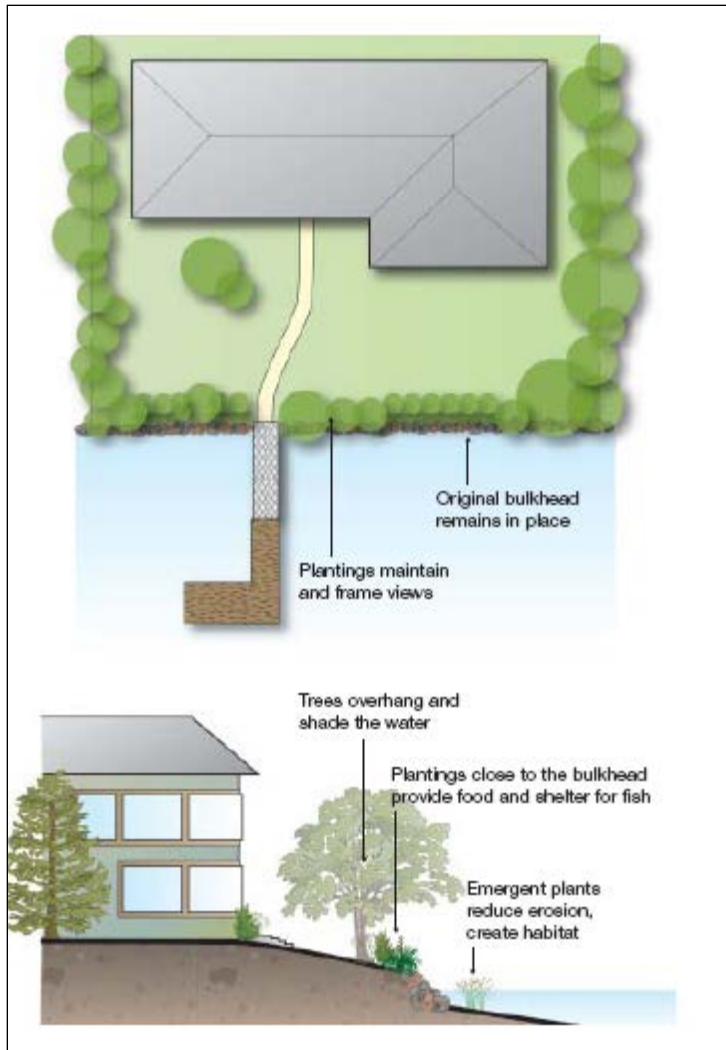 Original bulkhead
remains in place
Plantings maintain
and frame views
Trees overhang and
shade the water
Plantings close to the bulkhead
provide food and shelter for fish
Emergent plants
reduce erosion,
create habitat